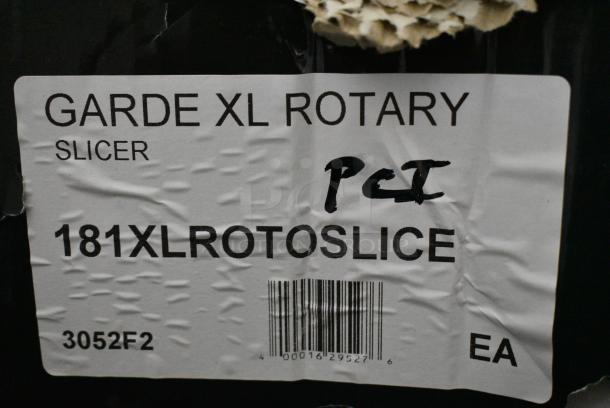 GARDE XL ROTARY
SLICER
PCI
181XLROTOSLICE
3052F2
EA
4 00016 29527 6